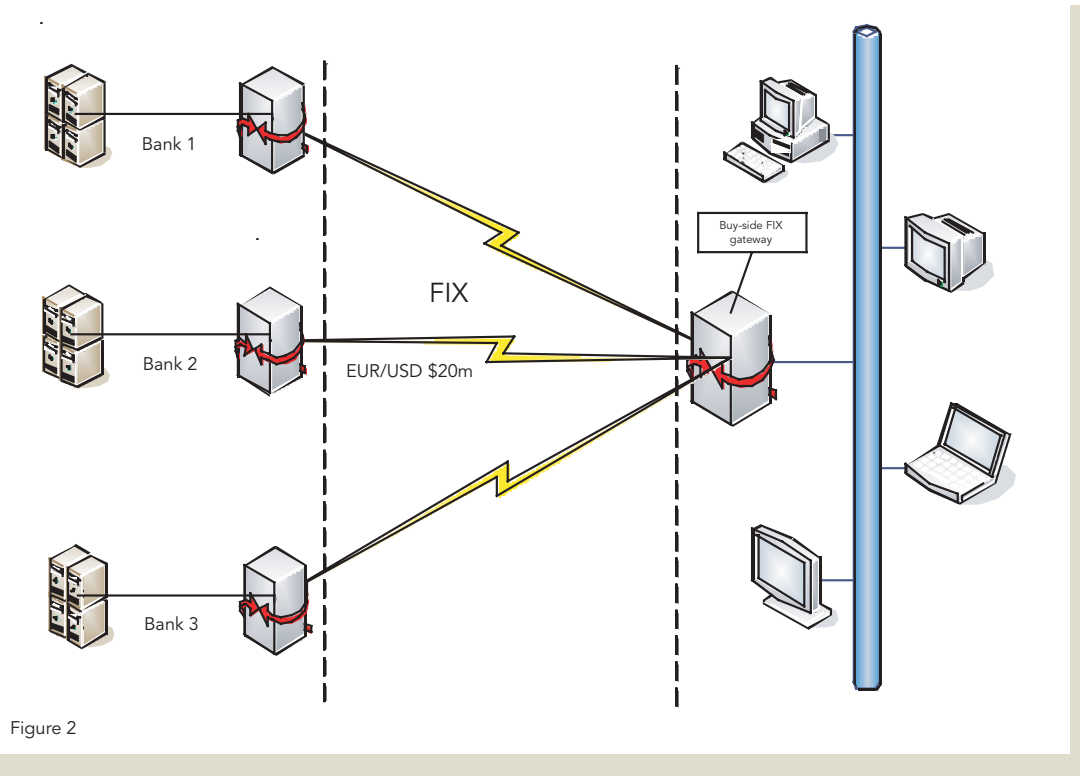 Bank 1
Buy-side FIX
gateway
FIX
Bank 2
EUR/USD $20m
Bank 3
Figure 2